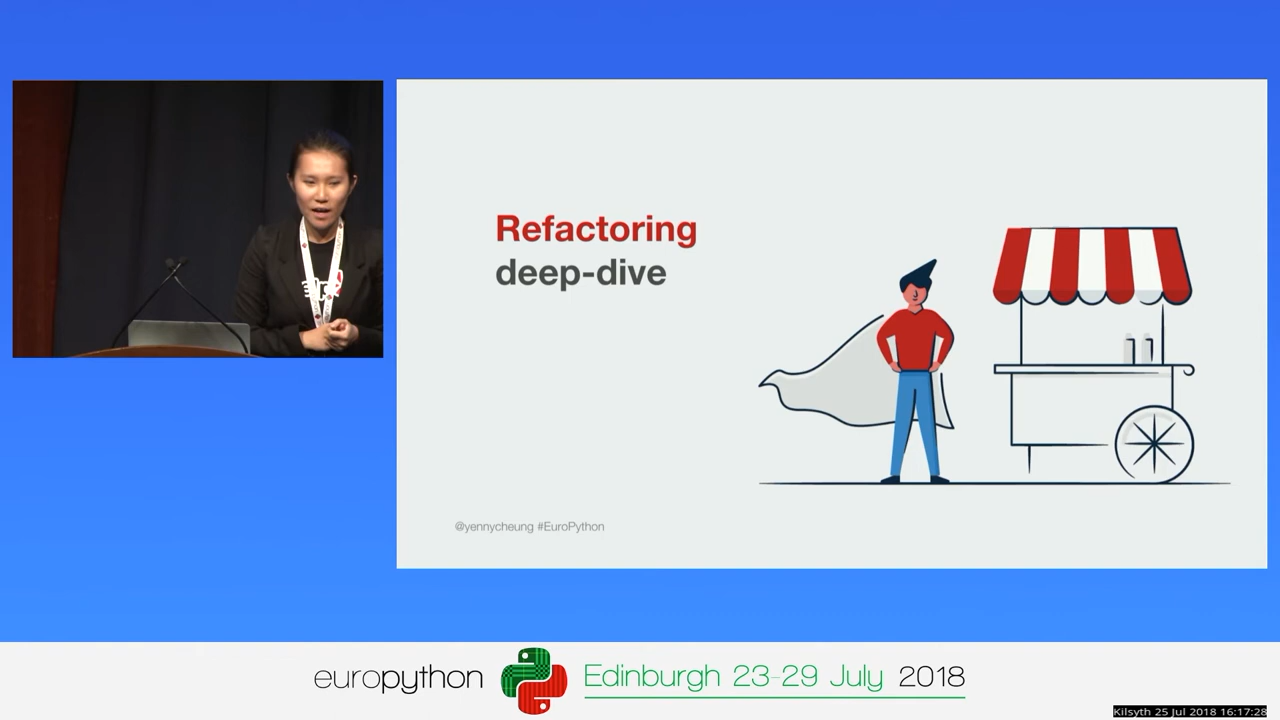 Refactoring
deep-dive
@yennycheung #EuroPython
europython
Edinburgh 23-29 July 2018
Kilsyth 25 Jul 2018 16:17:28